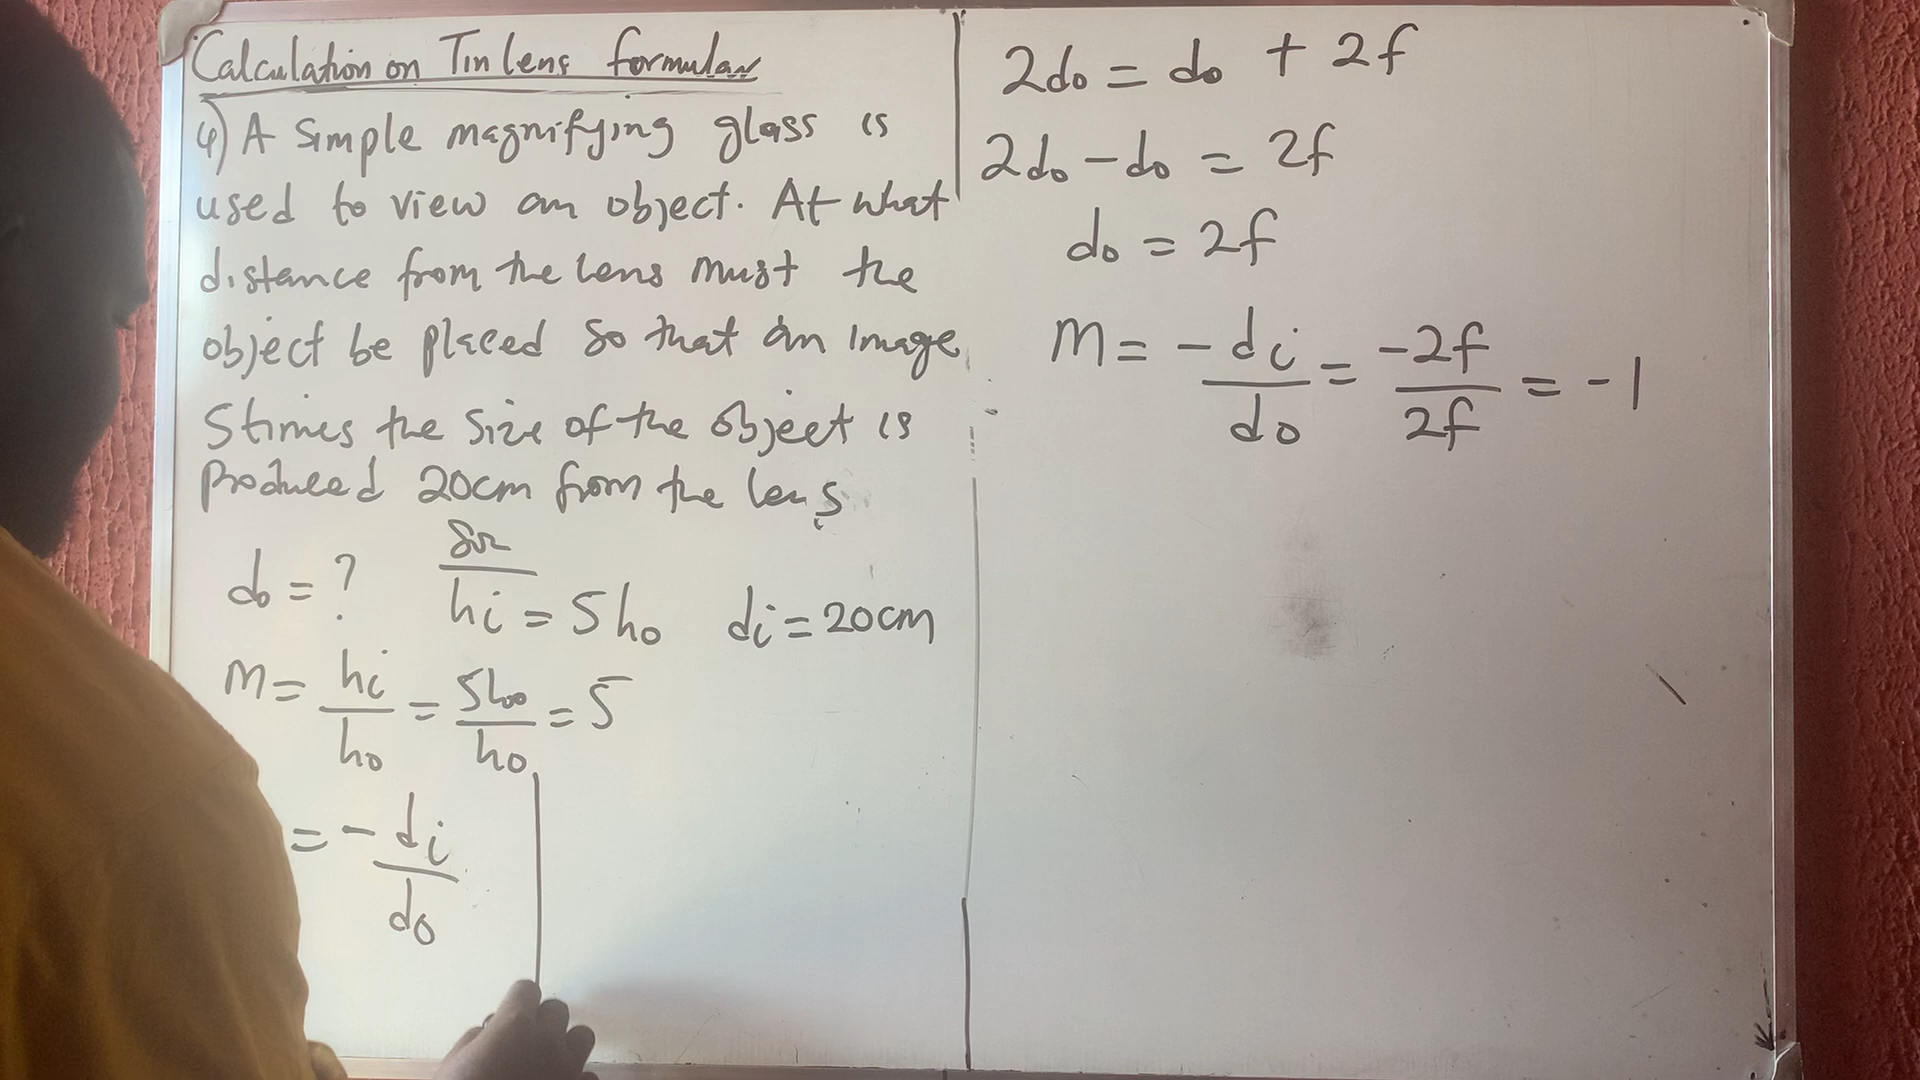 Calculation on Tin Lens formular
4) A Simple magnifying glass is
used to view an object. At what
distance from the lens must the
object be placed so that an image
5times the size of the object is
produced 20cm from the lens
do = ? hi = 5ho di = 20cm
M = hi/ho = 5ho/ho = 5
= - di/do
2do = do + 2f
2do - do = 2f
do = 2f
M = - di/do = -2f/2f = -1